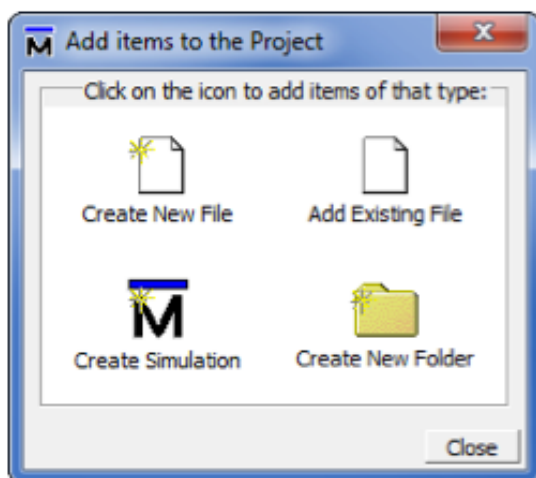 Add items to the Project
Click on the icon to add items of that type:
Create New File
Add Existing File
Create Simulation
Create New Folder
Close